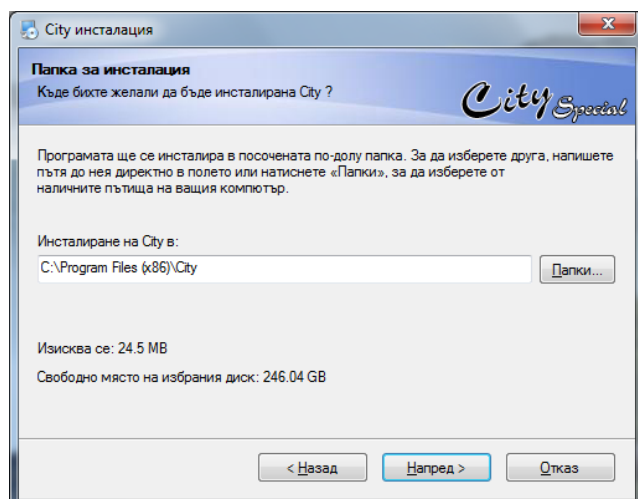 City инсталация
Папка за инсталация
Къде бихте желали да бъде инсталирана City ?
City Special
Програмата ще се инсталира в посочената по-долу папка. За да изберете друга, напишете
пътя до нея директно в полето или натиснете «Папки», за да изберете от
наличните пътища на вашия компютър.
Инсталиране на City в:
C:\Program Files (x86)\City
Папки...
Изисква се: 24.5 MB
Свободно място на избрания диск: 246.04 GB
< Назад
Напред >
Отказ